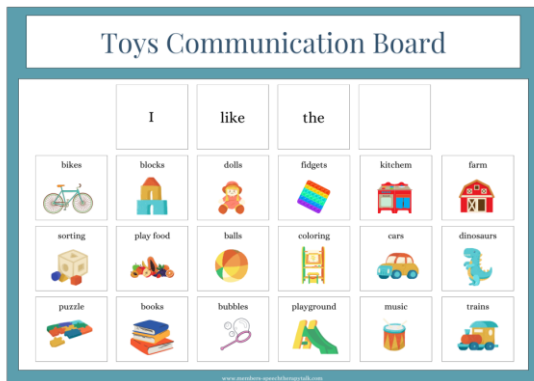 Toys Communication Board
I like the
bikes blocks dolls fidgets kitchem farm
sorting play food balls coloring cars dinosaurs
puzzle books bubbles playground music trains